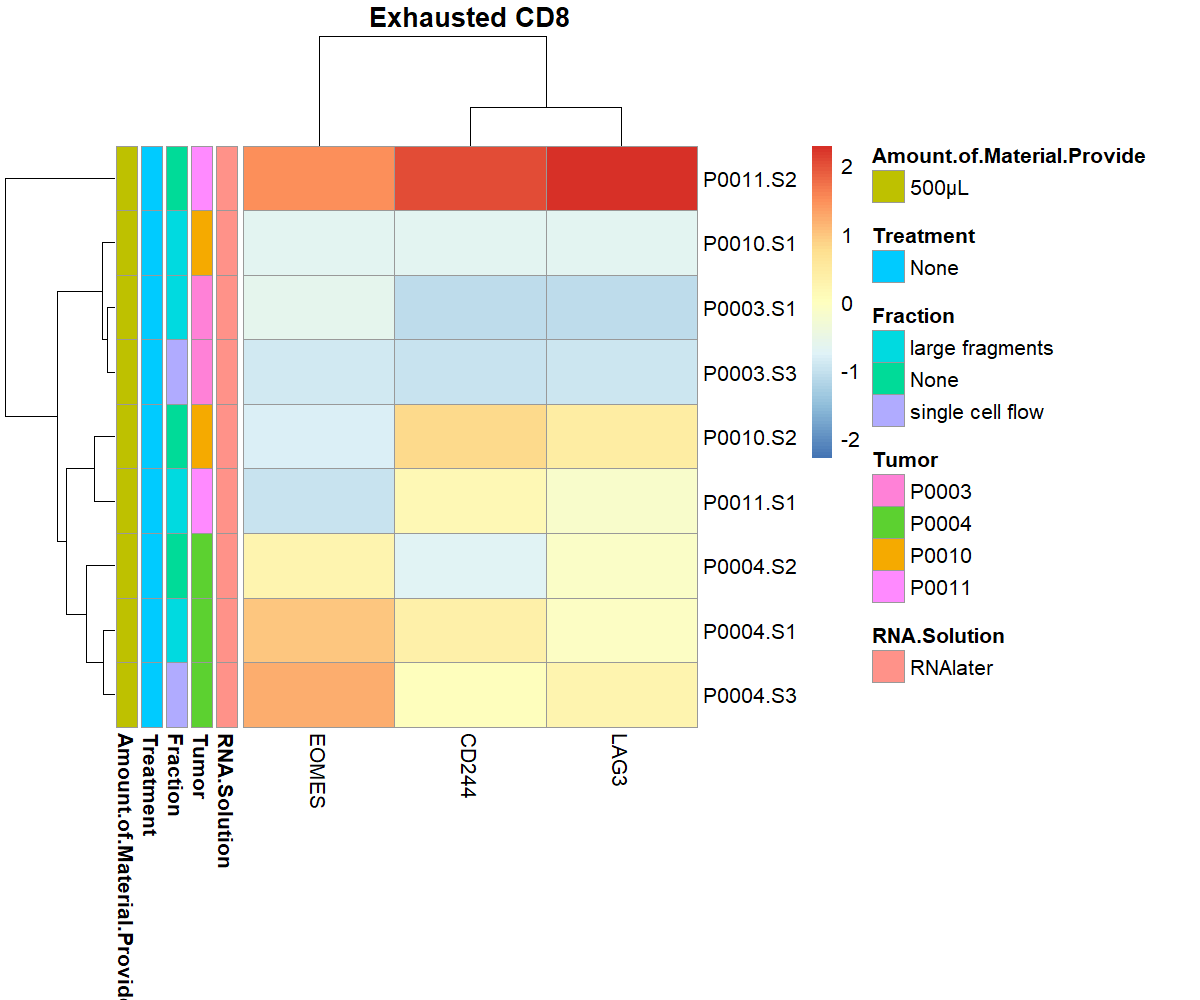 Exhausted CD8
P0011.S2
P0010.S1
P0003.S1
P0003.S3
P0010.S2
P0011.S1
P0004.S2
P0004.S1
P0004.S3
EOMES
CD244
LAG3
Amount.of.Material.Provide
Treatment
Fraction
Tumor
RNA.Solution
2
1
0
-1
-2
Amount.of.Material.Provide
500µL
Treatment
None
Fraction
large fragments
None
single cell flow
Tumor
P0003
P0004
P0010
P0011
RNA.Solution
RNAlater